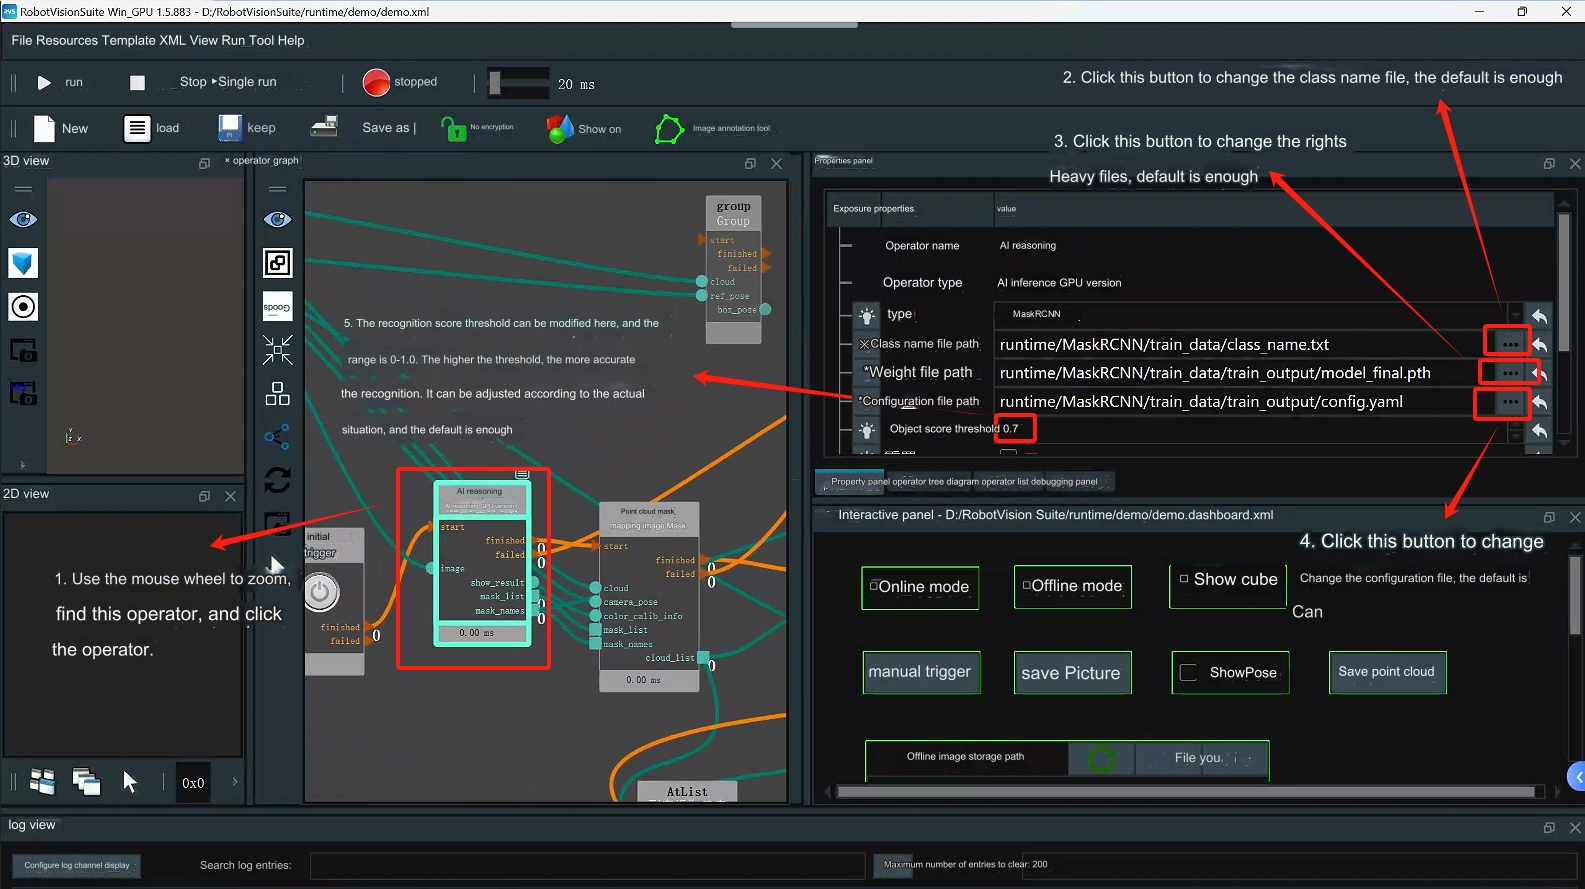 RobotVisionSuite Win_GPU 1.5.883 - D:/RobotVisionSuite/runtime/demo/demo.xml
File Resources Template XML View Run Tool Help
run
Stop
Single run
stopped
20 ms
2. Click this button to change the class name file, the default is enough
New
load
keep
Save as |
No encryption
Show on
Image annotation tool
3. Click this button to change the rights
Heavy files, default is enough
3D view
× operator graph
Properties panel
Exposure properties:
value
Operator name
AI reasoning
Operator type
AI inference GPU version
type
MaskRCNN
※Class name file path
runtime/MaskRCNN/train_data/class_name.txt
*Weight file path
runtime/MaskRCNN/train_data/train_output/model_final.pth
*Configuration file path
runtime/MaskRCNN/train_data/train_output/config.yaml
Object score threshold
0.7
Property panel operator tree diagram operator list debugging panel
group
Group
start
finished
failed
cloud
ref_pose
box_pose
Goods
5. The recognition score threshold can be modified here, and the
range is 0-1.0. The higher the threshold, the more accurate
the recognition. It can be adjusted according to the actual
situation, and the default is enough
Y
Z X
2D view
AI reasoning
AI reasoning GPU version
start
finished
0
failed
0
image
show_result
mask_list
0
mask_names
0
0.00 ms
initial
trigger
finished
0
failed
Point cloud mask
mapping image Mask
start
finished
0
failed
0
cloud
camera_pose
color_calib_info
mask_list
mask_names
cloud_list
0
0.00 ms
AtList
1. Use the mouse wheel to zoom,
find this operator, and click
the operator.
0x0
Interactive panel - D:/RobotVision Suite/runtime/demo/demo.dashboard.xml
4. Click this button to change
Change the configuration file, the default is
Can
Online mode
Offline mode
Show cube
manual trigger
save Picture
ShowPose
Save point cloud
Offline image storage path
File you
log view
Configure log channel display
Search log entries:
Maximum number of entries to clear: 200